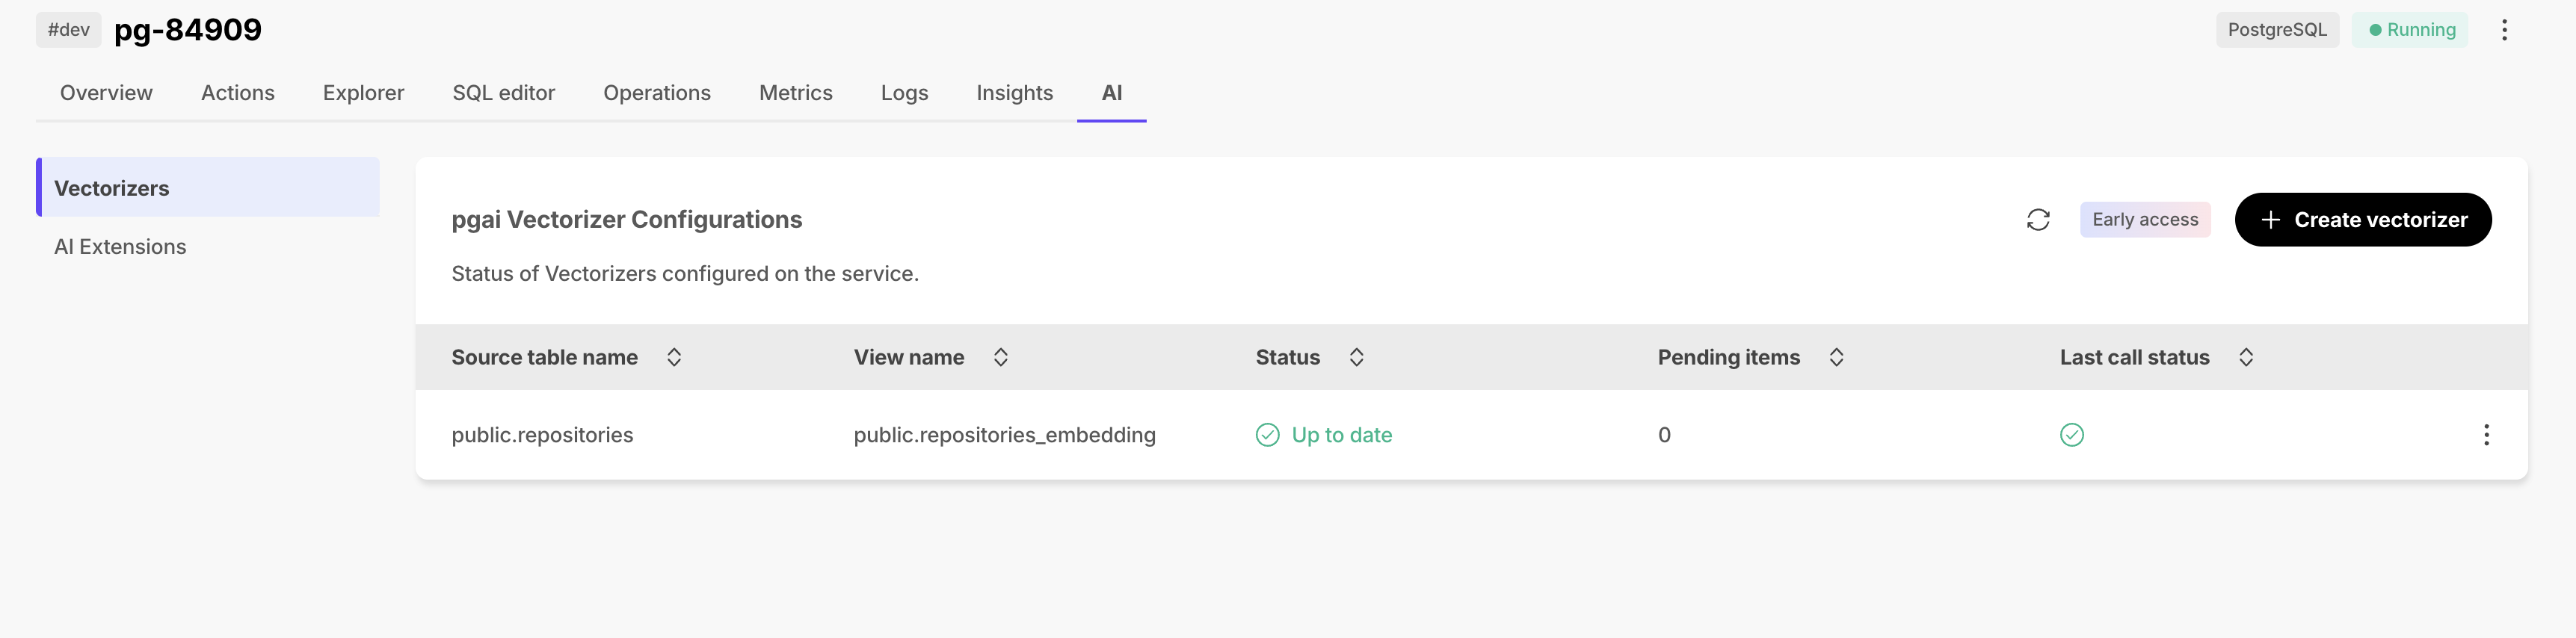 #dev pg-84909 PostgreSQL Running
Overview Actions Explorer SQL editor Operations Metrics Logs Insights AI
Vectorizers
AI Extensions
pgai Vectorizer Configurations Early access Create vectorizer
Status of Vectorizers configured on the service.
Source table name View name Status Pending items Last call status
public.repositories public.repositories_embedding Up to date 0